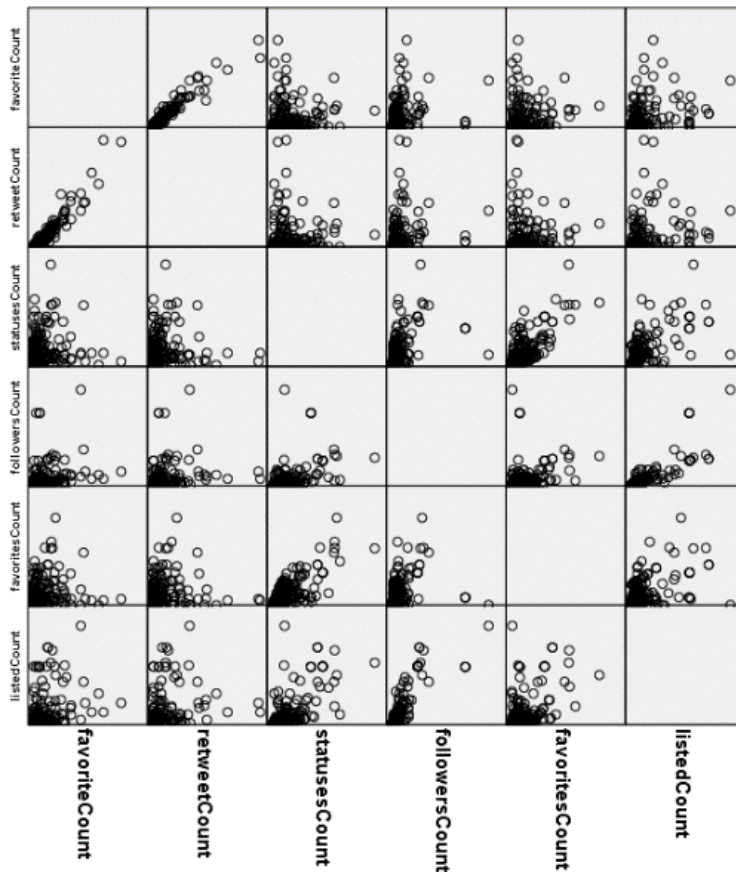 favoriteCount
retweetCount
statusesCount
followersCount
favoritesCount
listedCount
favoriteCount
retweetCount
statusesCount
followersCount
favoritesCount
listedCount